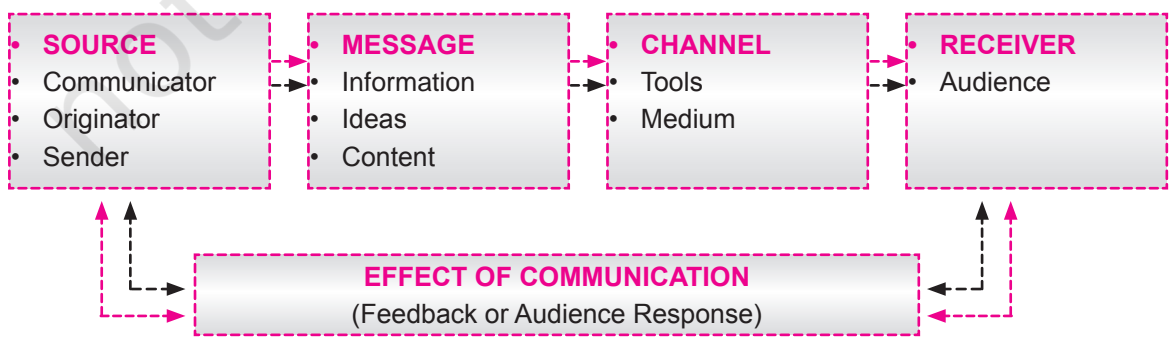 • SOURCE
• Communicator
• Originator
• Sender
• MESSAGE
• Information
• Ideas
• Content
• CHANNEL
• Tools
• Medium
• RECEIVER
• Audience
EFFECT OF COMMUNICATION
(Feedback or Audience Response)
not